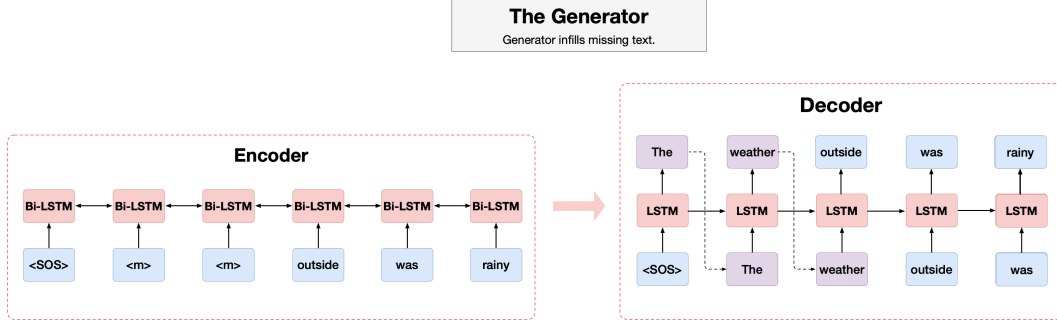 The Generator
Generator infills missing text.
Encoder
Bi-LSTM Bi-LSTM Bi-LSTM Bi-LSTM Bi-LSTM Bi-LSTM
<SOS> <m> <m> outside was rainy
Decoder
The weather outside was rainy
LSTM LSTM LSTM LSTM LSTM
<SOS> The weather outside was